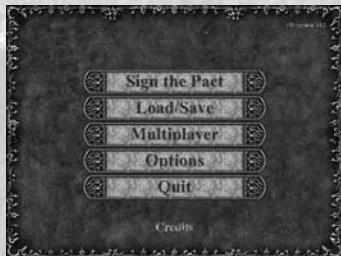 Sign the Pact
Load/Save
Multiplayer
Options
Quit
Credits